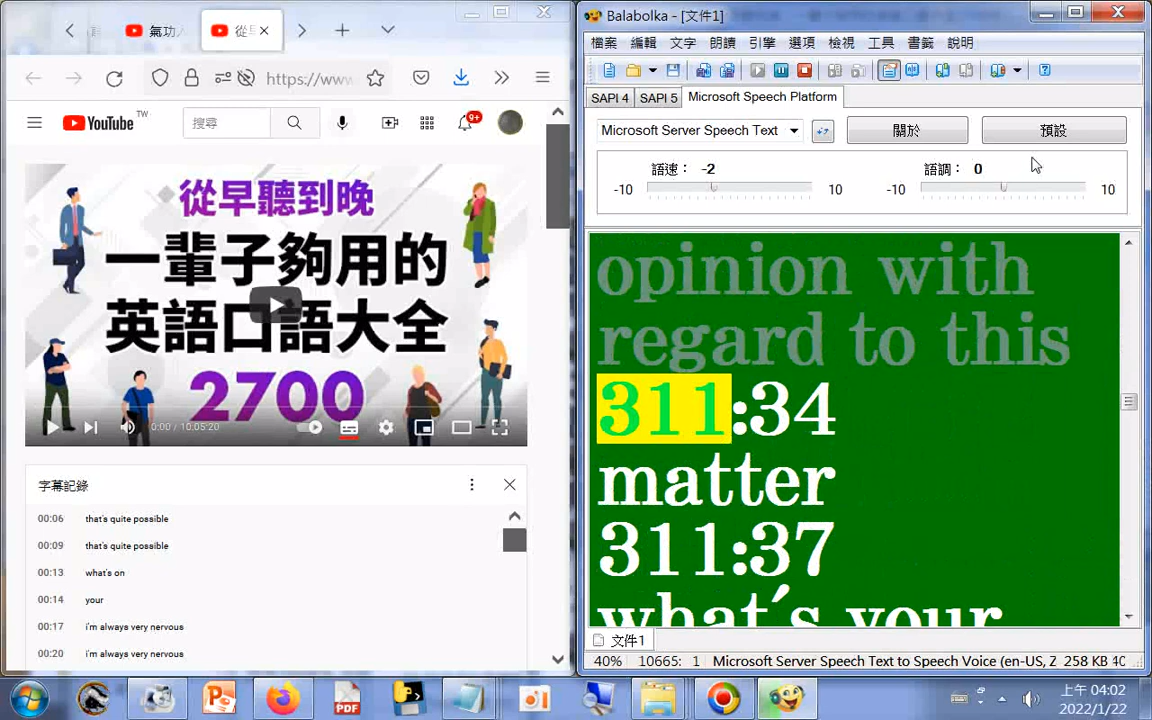 氣功
從
https://www
YouTube TW
搜尋
9+
從早聽到晚
一輩子夠用的
英語口語大全
2700
0:00 / 10:05:20
字幕記錄
00:06 that's quite possible
00:09 that's quite possible
00:13 what's on
00:14 your
00:17 i'm always very nervous
00:20 i'm always very nervous
Balabolka - [文件1]
檔案 編輯 文字 朗讀 引擎 選項 檢視 工具 書籤 說明
SAPI 4 SAPI 5 Microsoft Speech Platform
Microsoft Server Speech Text 關於 預設
語速： -2 語調： 0
-10 10 -10 10
opinion with
regard to this
311:34
matter
311:37
what's your
文件1
40% 10665: 1 Microsoft Server Speech Text to Speech Voice (en-US, Z 258 KB
PDF
上午 04:02
2022/1/22